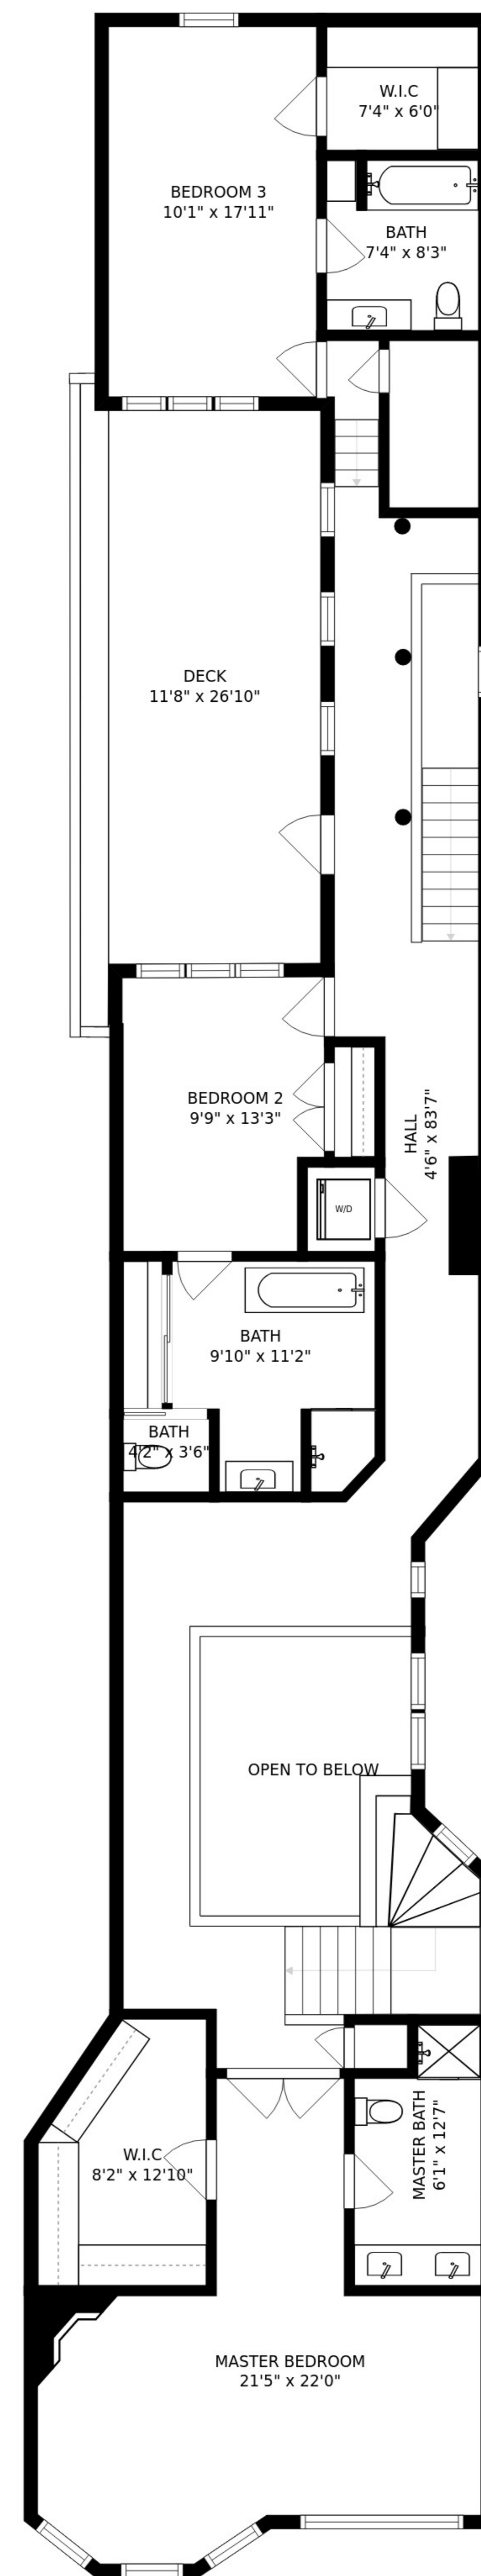 W.I.C
7'4" x 6'0"
BEDROOM 3
10'1" x 17'11"
BATH
7'4" x 8'3"
DECK
11'8" x 26'10"
BEDROOM 2
9'9" x 13'3"
HALL
4'6" x 83'7"
W/D
BATH
9'10" x 11'2"
BATH
4'2" x 3'6"
OPEN TO BELOW
MASTER BATH
6'1" x 12'7"
W.I.C
8'2" x 12'10"
MASTER BEDROOM
21'5" x 22'0"